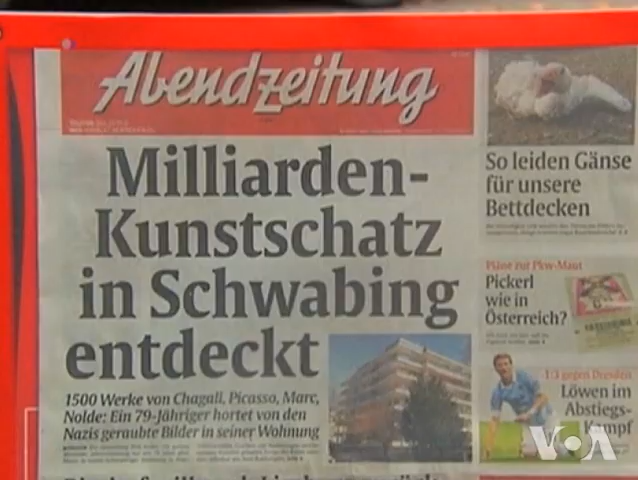 Abendzeitung
Milliarden-
Kunstschatz
in Schwabing
entdeckt
1500 Werke von Chagall, Picasso, Marc,
Nolde: Ein 79-Jähriger hortet von den
Nazis geraubte Bilder in seiner Wohnung
So leiden Gänse
für unsere
Bettdecken
Pläne zur Pkw-Maut
Pickerl
wie in
Österreich?
1:3 gegen Dresden
Löwen im
Abstiegs-
Kampf
VOA